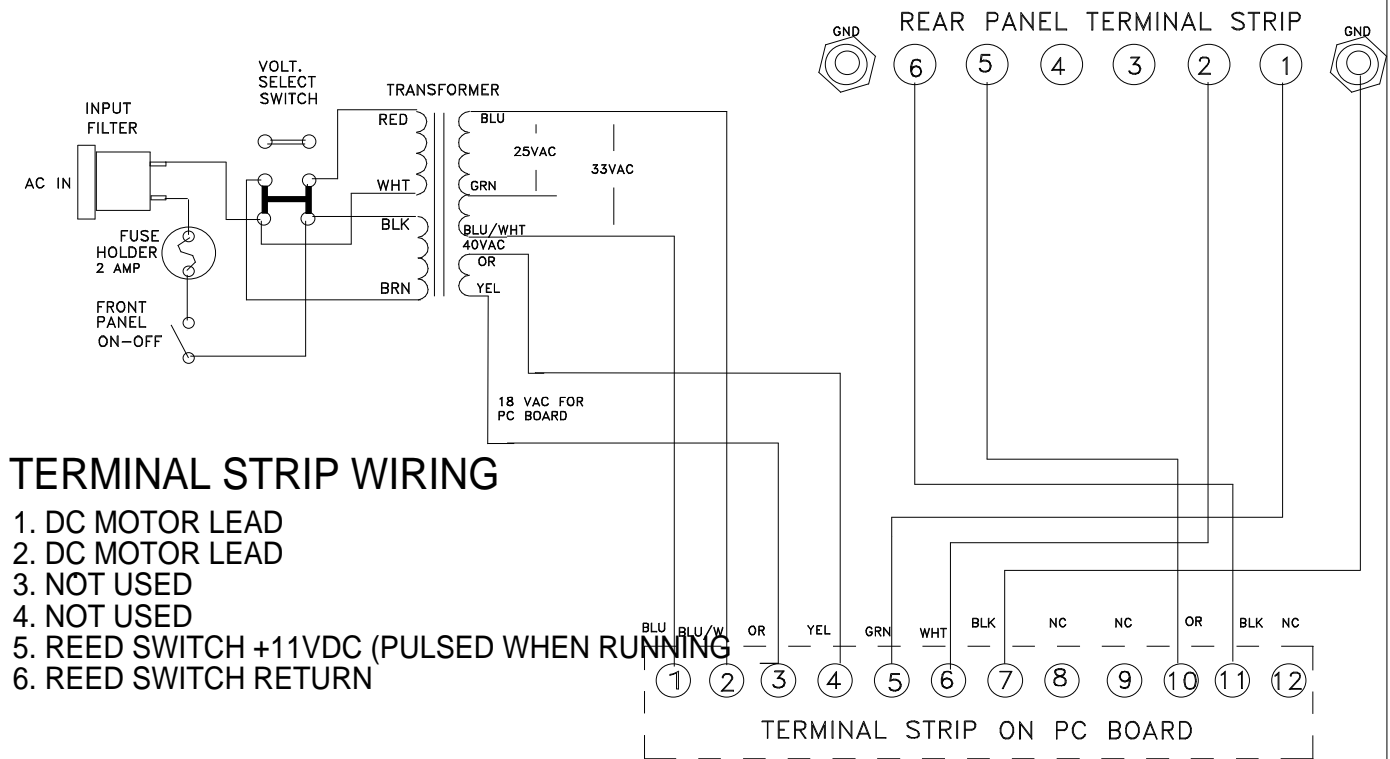 REAR PANEL TERMINAL STRIP
GND
6
5
4
3
2
1
GND
VOLT.
SELECT
SWITCH
TRANSFORMER
INPUT
FILTER
AC IN
RED
WHT
BLK
BRN
BLU
25VAC
33VAC
GRN
BLU/WHT
40VAC
OR
YEL
FUSE
HOLDER
2 AMP
FRONT
PANEL
ON-OFF
18 VAC FOR
PC BOARD
TERMINAL STRIP WIRING
1. DC MOTOR LEAD
2. DC MOTOR LEAD
3. NOT USED
4. NOT USED
5. REED SWITCH +11VDC (PULSED WHEN RUNNING
6. REED SWITCH RETURN
BLU
BLU/W
OR
YEL
GRN
WHT
BLK
NC
NC
OR
BLK
NC
1
2
3
4
5
6
7
8
9
10
11
12
TERMINAL STRIP ON PC BOARD